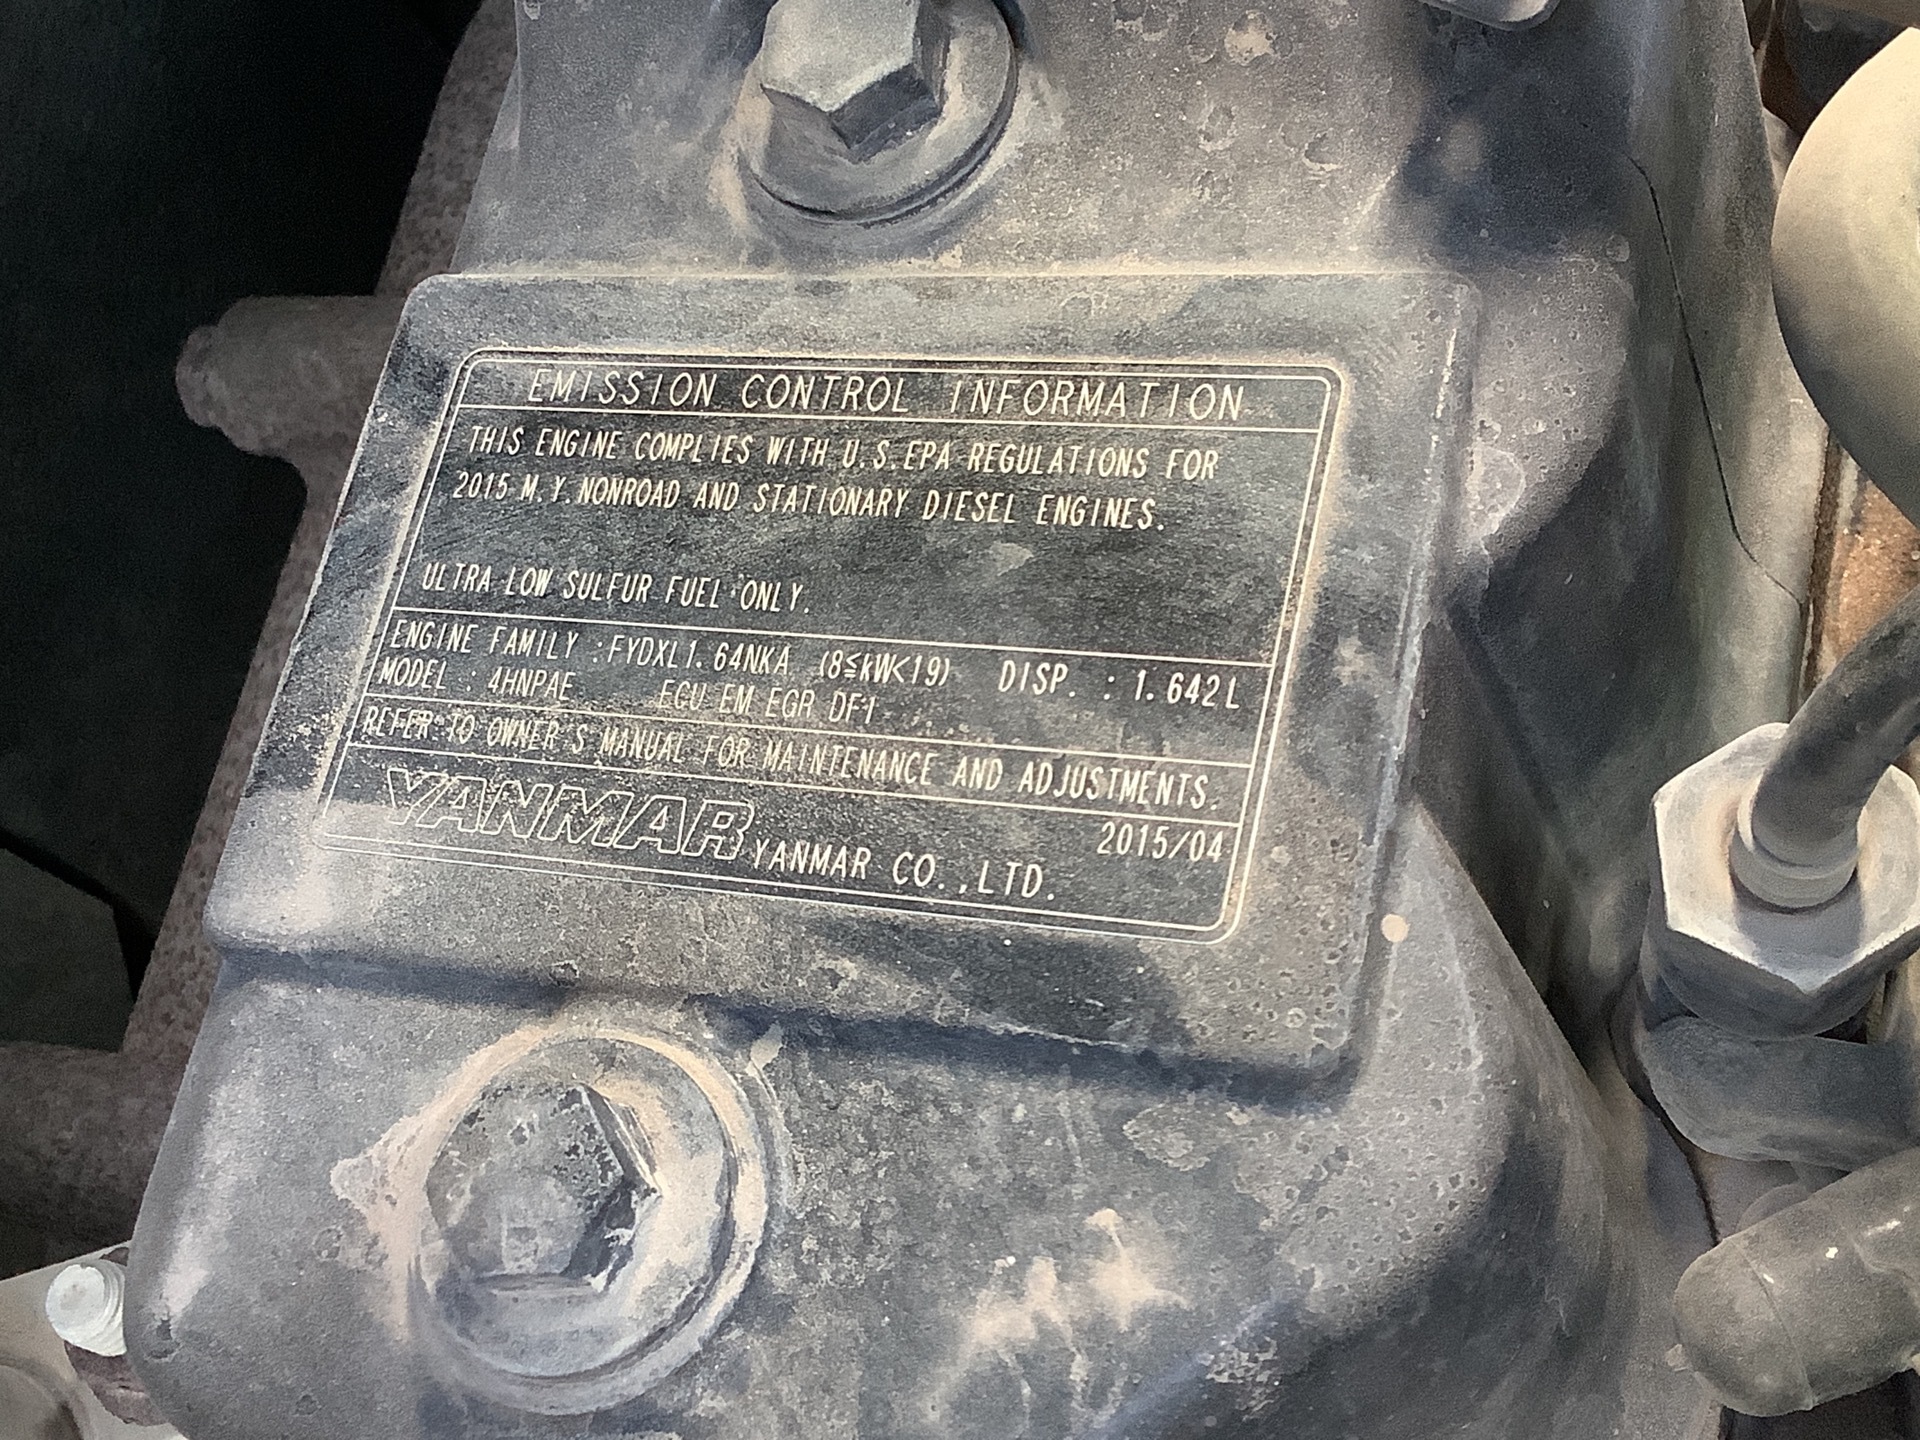 EMISSION CONTROL INFORMATION
THIS ENGINE COMPLIES WITH U.S.EPA REGULATIONS FOR
2015 M.Y.NONROAD AND STATIONARY DIESEL ENGINES.
ULTRA LOW SULFUR FUEL ONLY.
ENGINE FAMILY :FYDXL1.64NKA (8≦kW<19) DISP. : 1.642L
MODEL : 4HNPAE ECU EM EGR DFI
REFER TO OWNER'S MANUAL FOR MAINTENANCE AND ADJUSTMENTS.
2015/04
YANMAR YANMAR CO.,LTD.